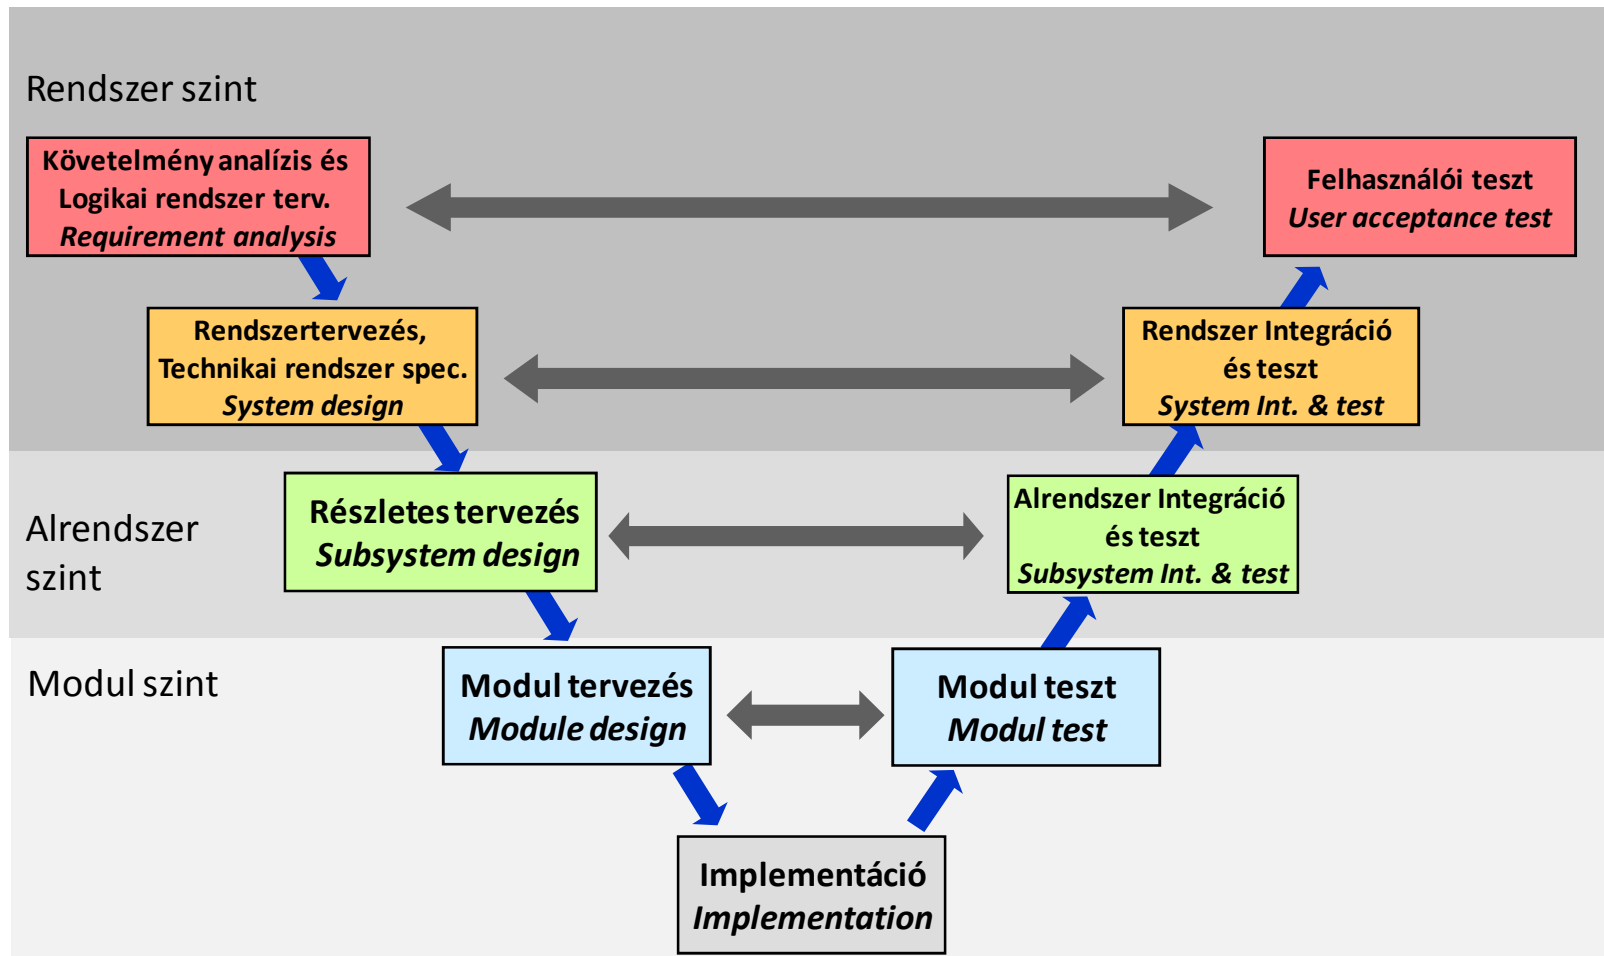 Rendszer szint
Követelmény analízis és
Logikai rendszer terv.
Requirement analysis
Felhasználói teszt
User acceptance test
Rendszertervezés,
Technikai rendszer spec.
System design
Rendszer Integráció
és teszt
System Int. & test
Alrendszer
szint
Részletes tervezés
Subsystem design
Alrendszer Integráció
és teszt
Subsystem Int. & test
Modul szint
Modul tervezés
Module design
Modul teszt
Modul test
Implementáció
Implementation